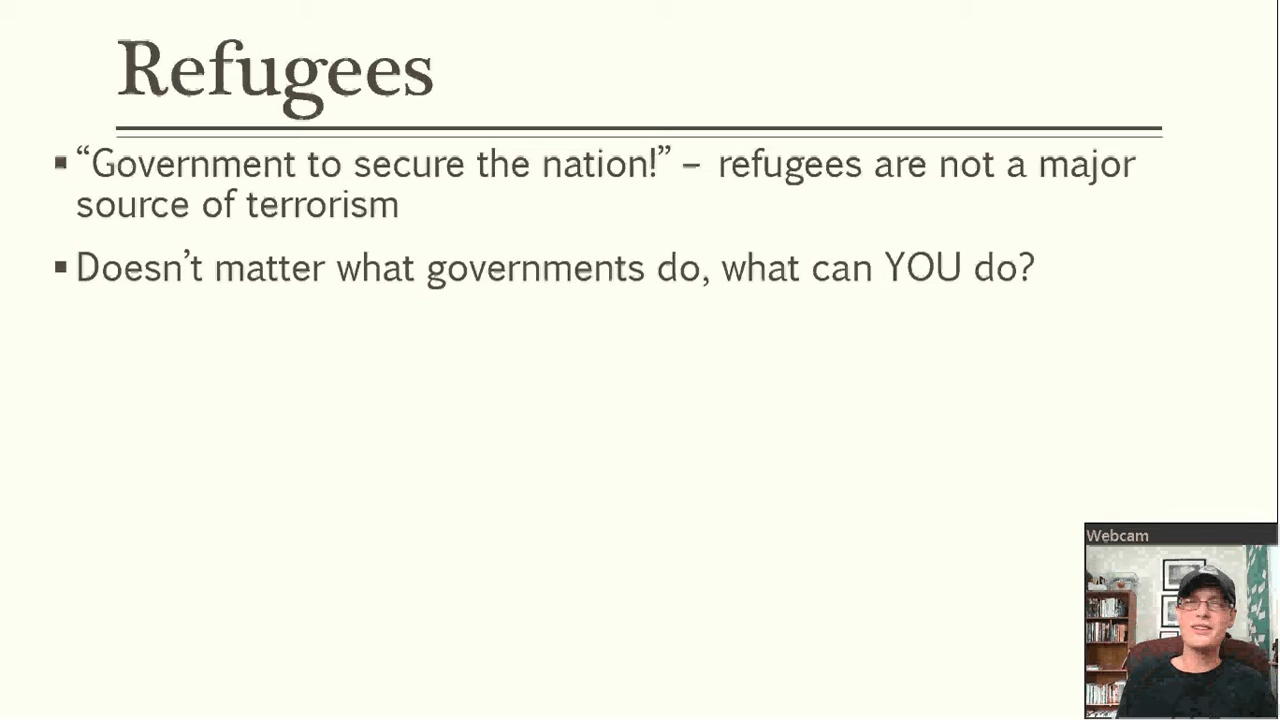 Refugees
▪ “Government to secure the nation!” – refugees are not a major
source of terrorism
▪ Doesn’t matter what governments do, what can YOU do?
Webcam